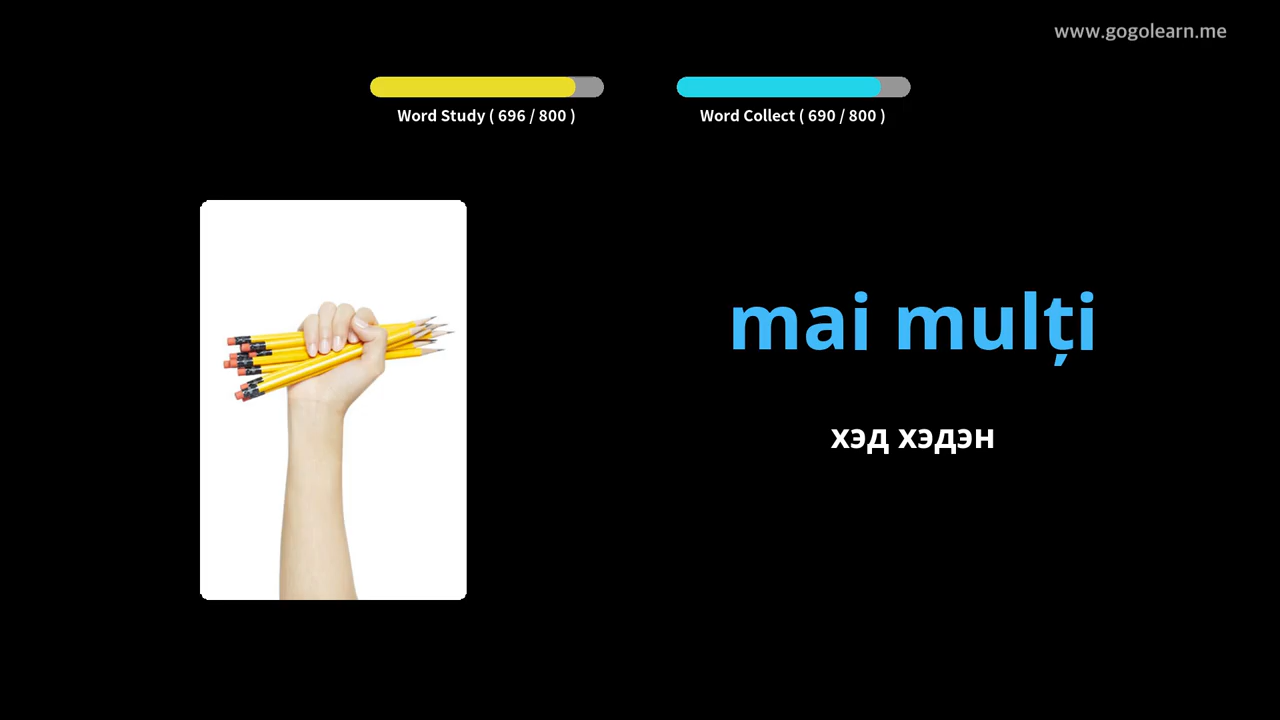 www.gogolearn.me
Word Study ( 696 / 800 )
Word Collect ( 690 / 800 )
mai mulți
хэд хэдэн